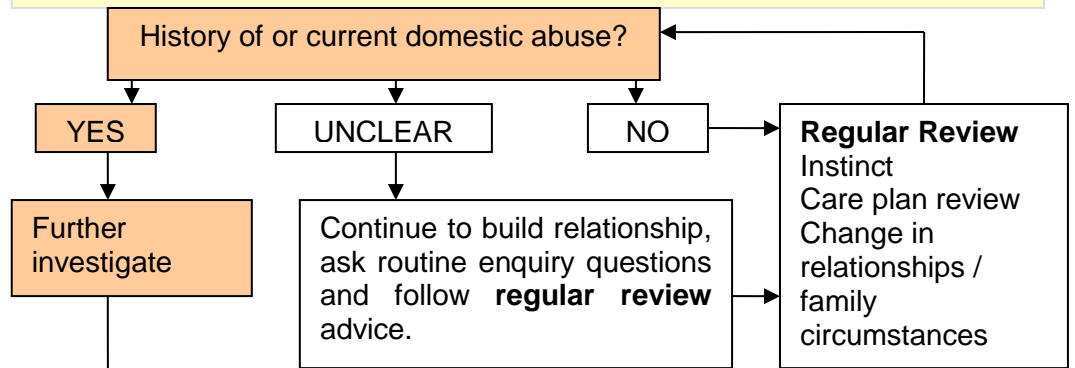 History of or current domestic abuse?
YES
UNCLEAR
NO
Further
investigate
Continue to build relationship,
ask routine enquiry questions
and follow regular review
advice.
Regular Review
Instinct
Care plan review
Change in
relationships /
family
circumstances